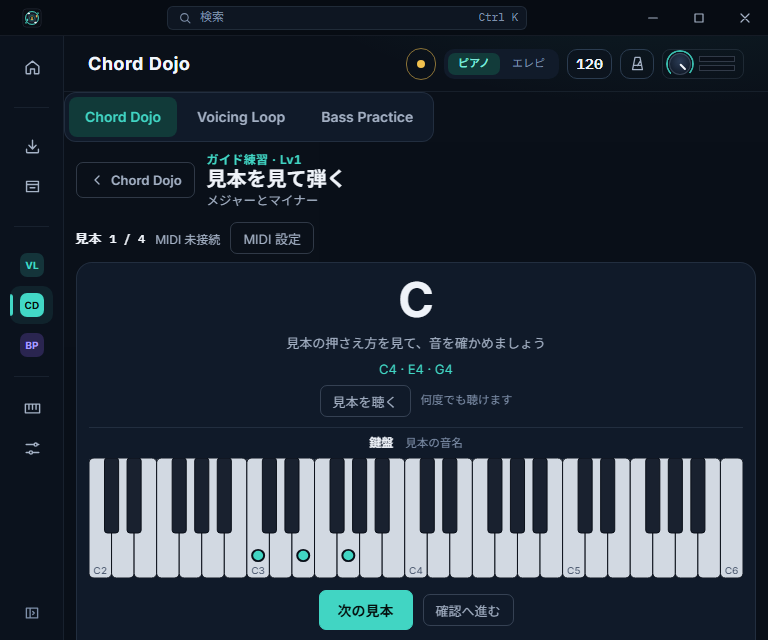 検索 Ctrl K
Chord Dojo ピアノ エレピ 120
Chord Dojo Voicing Loop Bass Practice
ガイド練習 · Lv1
Chord Dojo 見本を見て弾く
メジャーとマイナー
見本 1 / 4 MIDI 未接続 MIDI 設定
VL
CD
BP
C
見本の押さえ方を見て、音を確かめましょう
C4 · E4 · G4
見本を聴く 何度でも聴けます
鍵盤 見本の音名
C2 C3 C4 C5 C6
次の見本 確認へ進む